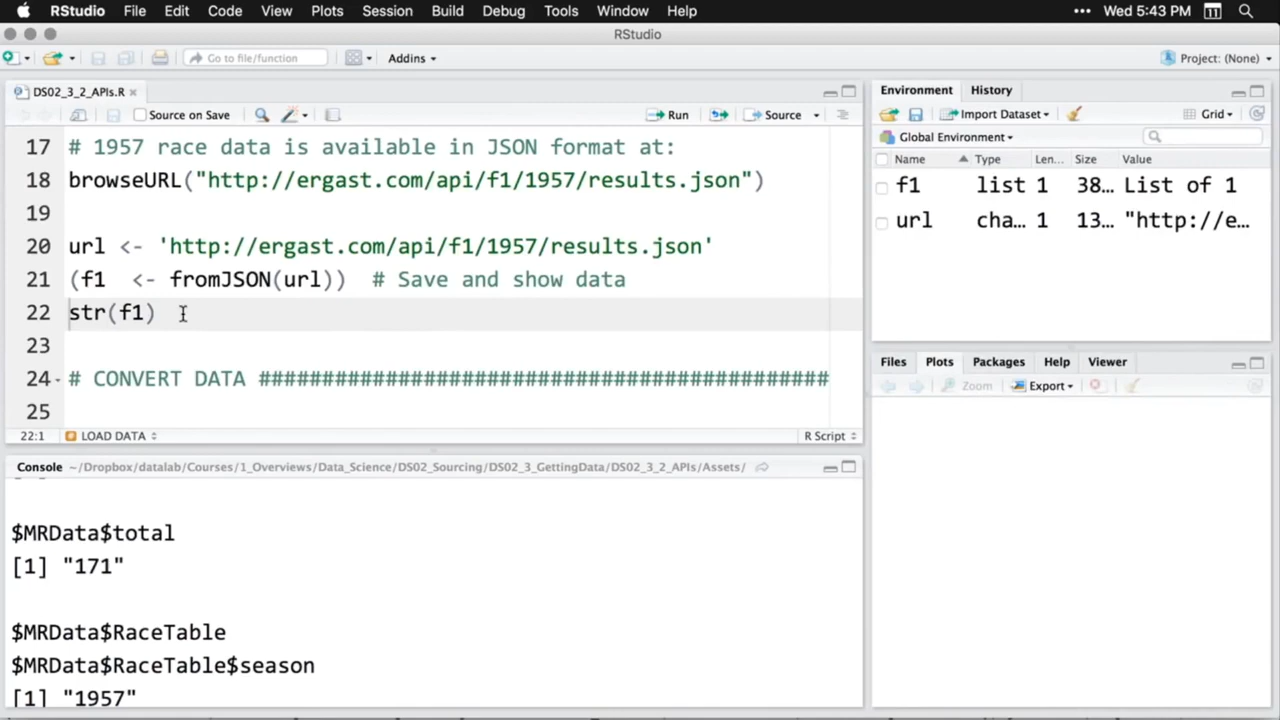 RStudio File Edit Code View Plots Session Build Debug Tools Window Help ••• Wed 5:43 PM 11
RStudio
Go to file/function Addins Project: (None)
DS02_3_2_APIs.R
Source on Save Run Source
17 # 1957 race data is available in JSON format at:
18 browseURL("http://ergast.com/api/f1/1957/results.json")
19
20 url <- 'http://ergast.com/api/f1/1957/results.json'
21 (f1 <- fromJSON(url)) # Save and show data
22 str(f1)
23
24 # CONVERT DATA ###########################################
25
22:1 LOAD DATA R Script
Console ~/Dropbox/datalab/Courses/1_Overviews/Data_Science/DS02_Sourcing/DS02_3_GettingData/DS02_3_2_APIs/Assets/
$MRData$total
[1] "171"
$MRData$RaceTable
$MRData$RaceTable$season
[1] "1957"
Environment History
Import Dataset Grid
Global Environment
Name Type Len... Size Value
f1 list 1 38... List of 1
url cha... 1 13... "http://e...
Files Plots Packages Help Viewer
Zoom Export